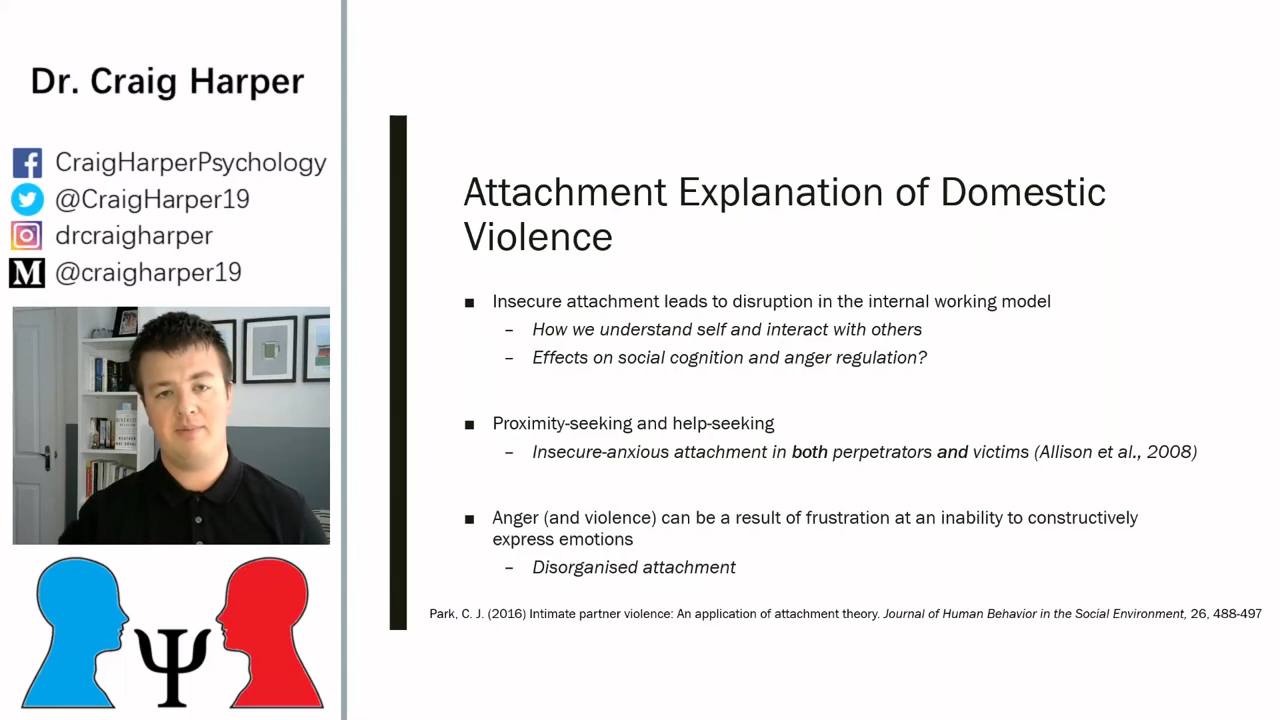 Dr. Craig Harper
CraigHarperPsychology
@CraigHarper19
drcraigharper
M @craigharper19
Ψ
Attachment Explanation of Domestic
Violence
■ Insecure attachment leads to disruption in the internal working model
– How we understand self and interact with others
– Effects on social cognition and anger regulation?
■ Proximity-seeking and help-seeking
– Insecure-anxious attachment in both perpetrators and victims (Allison et al., 2008)
■ Anger (and violence) can be a result of frustration at an inability to constructively
express emotions
– Disorganised attachment
Park, C. J. (2016) Intimate partner violence: An application of attachment theory. Journal of Human Behavior in the Social Environment, 26, 488-497